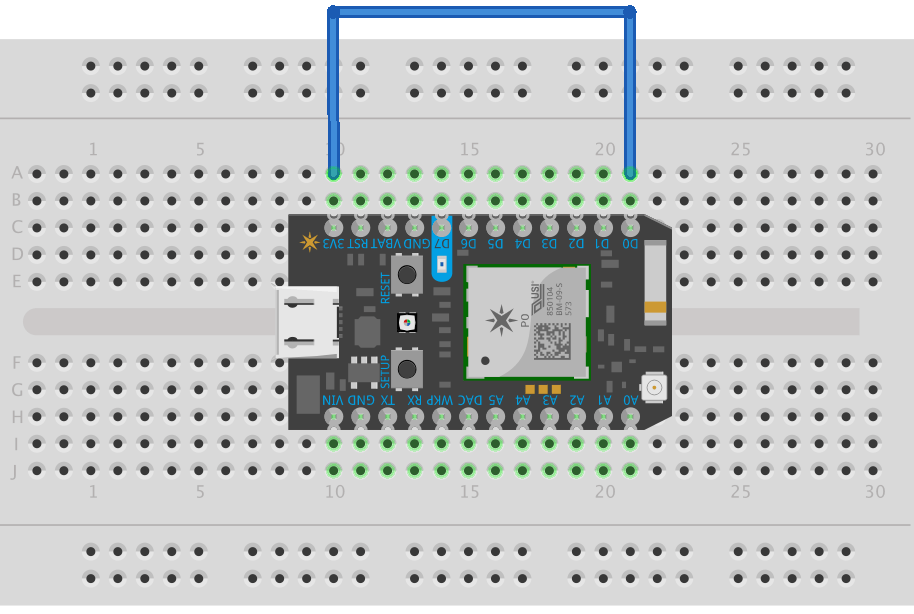 1 5 10 15 20 25 30
A
B
C
3V3 RST VBAT GND D7 D6 D5 D4 D3 D2 D1 D0
D
E
RESET
USI
850104
BM-09-S
573
P0
F
SETUP
G
VIN GND TX RX WKP DAC A5 A4 A3 A2 A1 A0
H
I
J
1 5 10 15 20 25 30